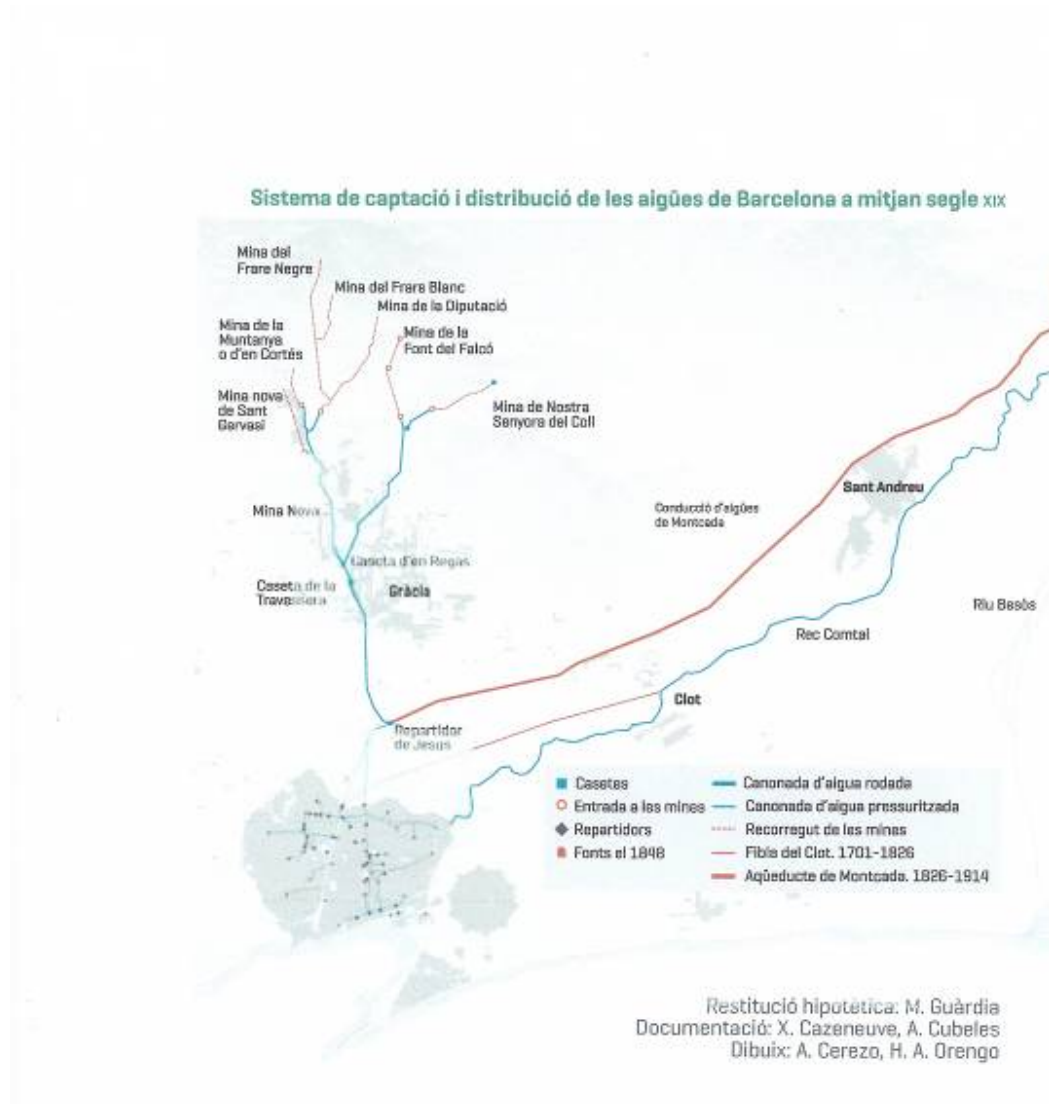 Sistema de captació i distribució de les aigües de Barcelona a mitjan segle XIX
Mina del
Frare Negre
Mina del Frare Blanc
Mina de la Diputació
Mina de la
Muntanya
o d'en Cortés
Mina de la
Font del Falcó
Mina nova
de Sant
Gervasi
Mina de Nostra
Senyora del Coll
Sant Andreu
Conducció d'aigües
de Montcada
Mina Nova
Caseta d'en Regàs
Caseta de la
Travessera
Gràcia
Riu Besòs
Rec Comtal
Clot
Repartidor
de Jesús
Casetes
Entrada a les mines
Repartidors
Fonts el 1848
Canonada d'aigua rodada
Canonada d'aigua pressuritzada
Recorregut de les mines
Fibla del Clot. 1701-1826
Aqüeducte de Montcada. 1826-1914
Restitució hipotètica: M. Guàrdia
Documentació: X. Cazeneuve, A. Cubeles
Dibuix: A. Cerezo, H. A. Orengo